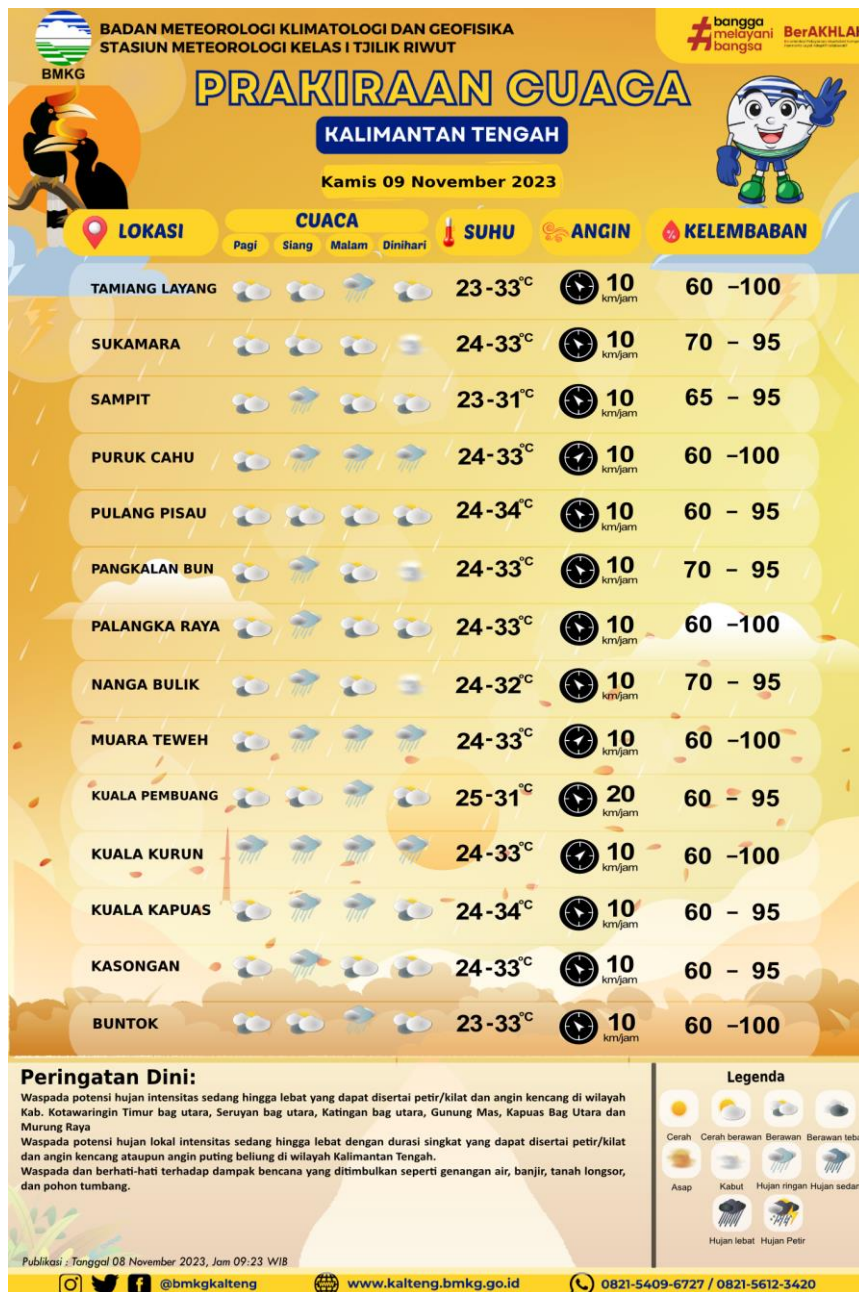 BADAN METEOROLOGI KLIMATOLOGI DAN GEOFISIKA
STASIUN METEOROLOGI KELAS I TJILIK RIWUT
BMKG
#bangga melayani bangsa
BerAKHLAK
PRAKIRAAN CUACA
KALIMANTAN TENGAH
Kamis 09 November 2023
LOKASI CUACA SUHU ANGIN KELEMBABAN
Pagi Siang Malam Dinihari
TAMIANG LAYANG 23-33°C 10 km/jam 60 -100
SUKAMARA 24-33°C 10 km/jam 70 - 95
SAMPIT 23-31°C 10 km/jam 65 - 95
PURUK CAHU 24-33°C 10 km/jam 60 -100
PULANG PISAU 24-34°C 10 km/jam 60 - 95
PANGKALAN BUN 24-33°C 10 km/jam 70 - 95
PALANGKA RAYA 24-33°C 10 km/jam 60 -100
NANGA BULIK 24-32°C 10 km/jam 70 - 95
MUARA TEWEH 24-33°C 10 km/jam 60 -100
KUALA PEMBUANG 25-31°C 20 km/jam 60 - 95
KUALA KURUN 24-33°C 10 km/jam 60 -100
KUALA KAPUAS 24-34°C 10 km/jam 60 - 95
KASONGAN 24-33°C 10 km/jam 60 - 95
BUNTOK 23-33°C 10 km/jam 60 -100
Peringatan Dini:
Waspada potensi hujan intensitas sedang hingga lebat yang dapat disertai petir/kilat dan angin kencang di wilayah
Kab. Kotawaringin Timur bag utara, Seruyan bag utara, Katingan bag utara, Gunung Mas, Kapuas Bag Utara dan
Murung Raya
Waspada potensi hujan lokal intensitas sedang hingga lebat dengan durasi singkat yang dapat disertai petir/kilat
dan angin kencang ataupun angin puting beliung di wilayah Kalimantan Tengah.
Waspada dan berhati-hati terhadap dampak bencana yang ditimbulkan seperti genangan air, banjir, tanah longsor,
dan pohon tumbang.
Publikasi : Tanggal 08 November 2023, Jam 09:23 WIB
Legenda
Cerah Cerah berawan Berawan Berawan teba
Asap Kabut Hujan ringan Hujan sedan
Hujan lebat Hujan Petir
@bmkgkalteng www.kalteng.bmkg.go.id 0821-5409-6727 / 0821-5612-3420